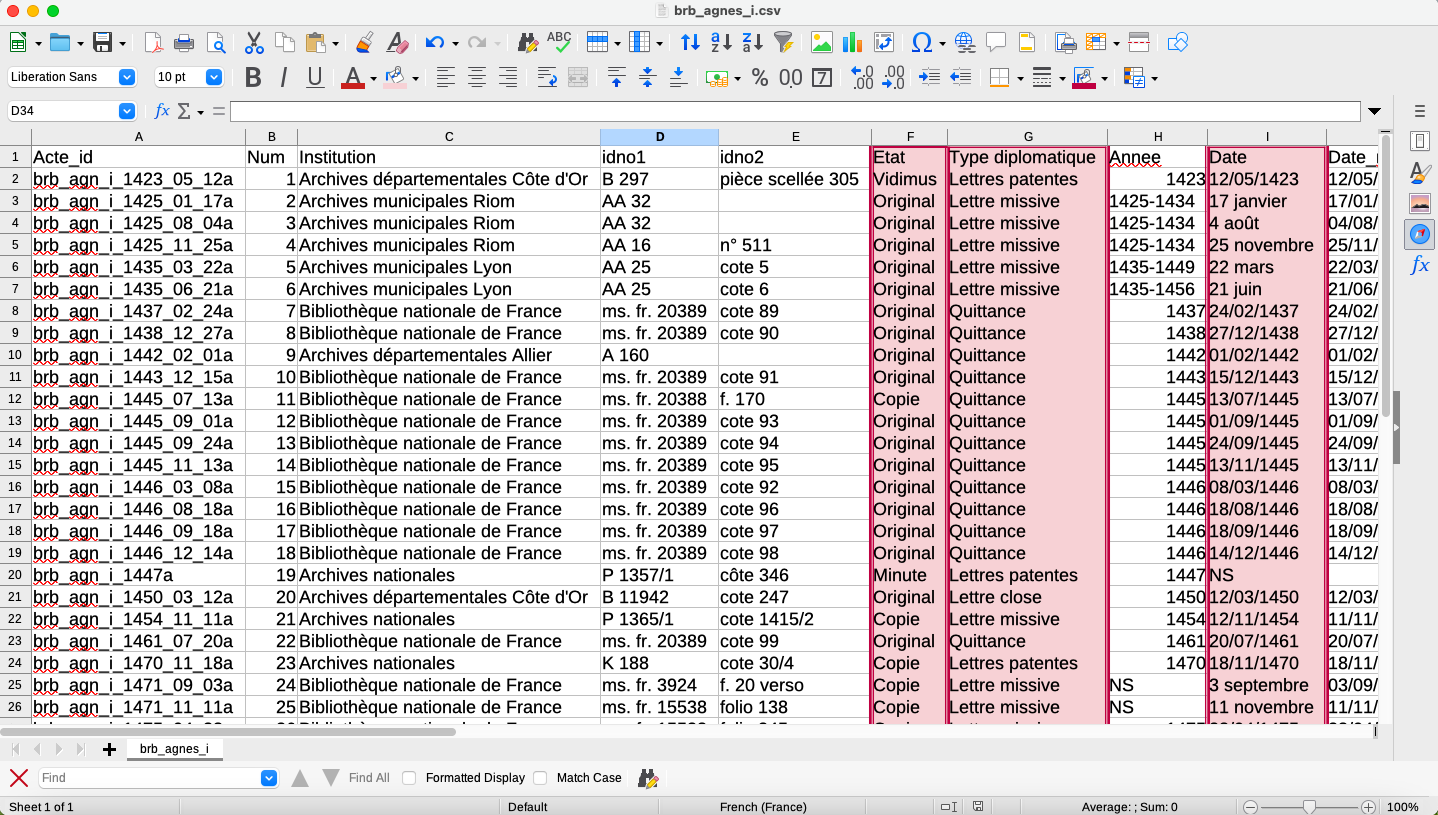 brb_agnes_i.csv
ABC
Liberation Sans 10 pt B I U A % 0.0 7 .00 .00
D34 fx Σ =
A B C D E F G H I
1 Acte_id Num Institution idno1 idno2 Etat Type diplomatique Annee Date Date_
2 brb_agn_i_1423_05_12a 1 Archives départementales Côte d'Or B 297 pièce scellée 305 Vidimus Lettres patentes 1423 12/05/1423 12/05/
3 brb_agn_i_1425_01_17a 2 Archives municipales Riom AA 32 Original Lettre missive 1425-1434 17 janvier 17/01/
4 brb_agn_i_1425_08_04a 3 Archives municipales Riom AA 32 Original Lettre missive 1425-1434 4 août 04/08/
5 brb_agn_i_1425_11_25a 4 Archives municipales Riom AA 16 n° 511 Original Lettre missive 1425-1434 25 novembre 25/11/
6 brb_agn_i_1435_03_22a 5 Archives municipales Lyon AA 25 cote 5 Original Lettre missive 1435-1449 22 mars 22/03/
7 brb_agn_i_1435_06_21a 6 Archives municipales Lyon AA 25 cote 6 Original Lettre missive 1435-1456 21 juin 21/06/
8 brb_agn_i_1437_02_24a 7 Bibliothèque nationale de France ms. fr. 20389 cote 89 Original Quittance 1437 24/02/1437 24/02/
9 brb_agn_i_1438_12_27a 8 Bibliothèque nationale de France ms. fr. 20389 cote 90 Original Quittance 1438 27/12/1438 27/12/
10 brb_agn_i_1442_02_01a 9 Archives départementales Allier A 160 Original Quittance 1442 01/02/1442 01/02/
11 brb_agn_i_1443_12_15a 10 Bibliothèque nationale de France ms. fr. 20389 cote 91 Original Quittance 1443 15/12/1443 15/12/
12 brb_agn_i_1445_07_13a 11 Bibliothèque nationale de France ms. fr. 20388 f. 170 Copie Quittance 1445 13/07/1445 13/07/
13 brb_agn_i_1445_09_01a 12 Bibliothèque nationale de France ms. fr. 20389 cote 93 Original Quittance 1445 01/09/1445 01/09/
14 brb_agn_i_1445_09_24a 13 Bibliothèque nationale de France ms. fr. 20389 cote 94 Original Quittance 1445 24/09/1445 24/09/
15 brb_agn_i_1445_11_13a 14 Bibliothèque nationale de France ms. fr. 20389 cote 95 Original Quittance 1445 13/11/1445 13/11/
16 brb_agn_i_1446_03_08a 15 Bibliothèque nationale de France ms. fr. 20389 cote 92 Original Quittance 1446 08/03/1446 08/03/
17 brb_agn_i_1446_08_18a 16 Bibliothèque nationale de France ms. fr. 20389 cote 96 Original Quittance 1446 18/08/1446 18/08/
18 brb_agn_i_1446_09_18a 17 Bibliothèque nationale de France ms. fr. 20389 cote 97 Original Quittance 1446 18/09/1446 18/09/
19 brb_agn_i_1446_12_14a 18 Bibliothèque nationale de France ms. fr. 20389 cote 98 Original Quittance 1446 14/12/1446 14/12/
20 brb_agn_i_1447a 19 Archives nationales P 1357/1 côte 346 Minute Lettres patentes 1447 NS
21 brb_agn_i_1450_03_12a 20 Archives départementales Côte d'Or B 11942 cote 247 Original Lettre close 1450 12/03/1450 12/03/
22 brb_agn_i_1454_11_11a 21 Archives nationales P 1365/1 cote 1415/2 Copie Lettre missive 1454 12/11/1454 11/11/
23 brb_agn_i_1461_07_20a 22 Bibliothèque nationale de France ms. fr. 20389 cote 99 Original Quittance 1461 20/07/1461 20/07/
24 brb_agn_i_1470_11_18a 23 Archives nationales K 188 cote 30/4 Copie Lettres patentes 1470 18/11/1470 18/11/
25 brb_agn_i_1471_09_03a 24 Bibliothèque nationale de France ms. fr. 3924 f. 20 verso Copie Lettre missive NS 3 septembre 03/09/
26 brb_agn_i_1471_11_11a 25 Bibliothèque nationale de France ms. fr. 15538 folio 138 Copie Lettre missive NS 11 novembre 11/11/
brb_agnes_i
Find Find All Formatted Display Match Case
Sheet 1 of 1 Default French (France) Average: ; Sum: 0 100%